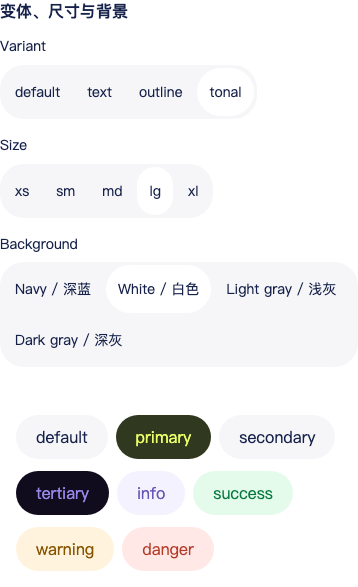 变体、尺寸与背景
Variant
default text outline tonal
Size
xs sm md lg xl
Background
Navy / 深蓝 White / 白色 Light gray / 浅灰
Dark gray / 深灰
default primary secondary
tertiary info success
warning danger